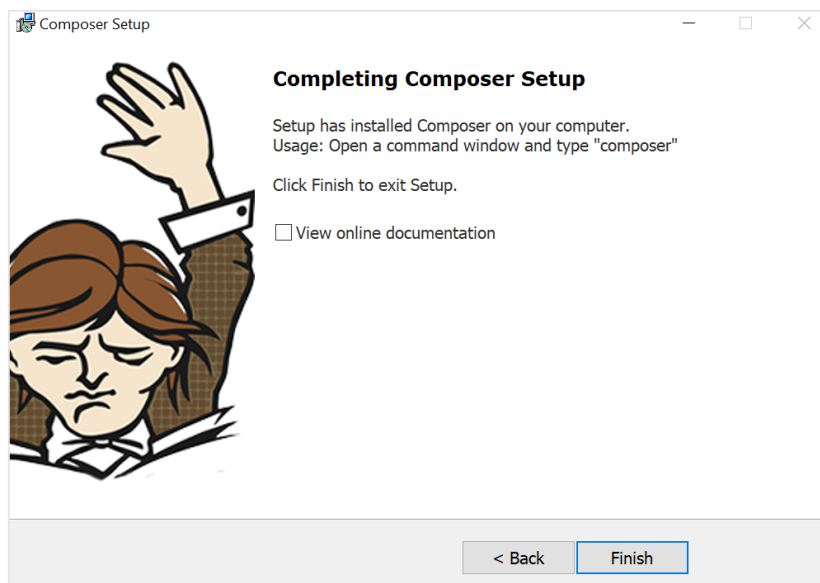 Composer Setup
Completing Composer Setup
Setup has installed Composer on your computer.
Usage: Open a command window and type "composer"
Click Finish to exit Setup.
View online documentation
< Back
Finish